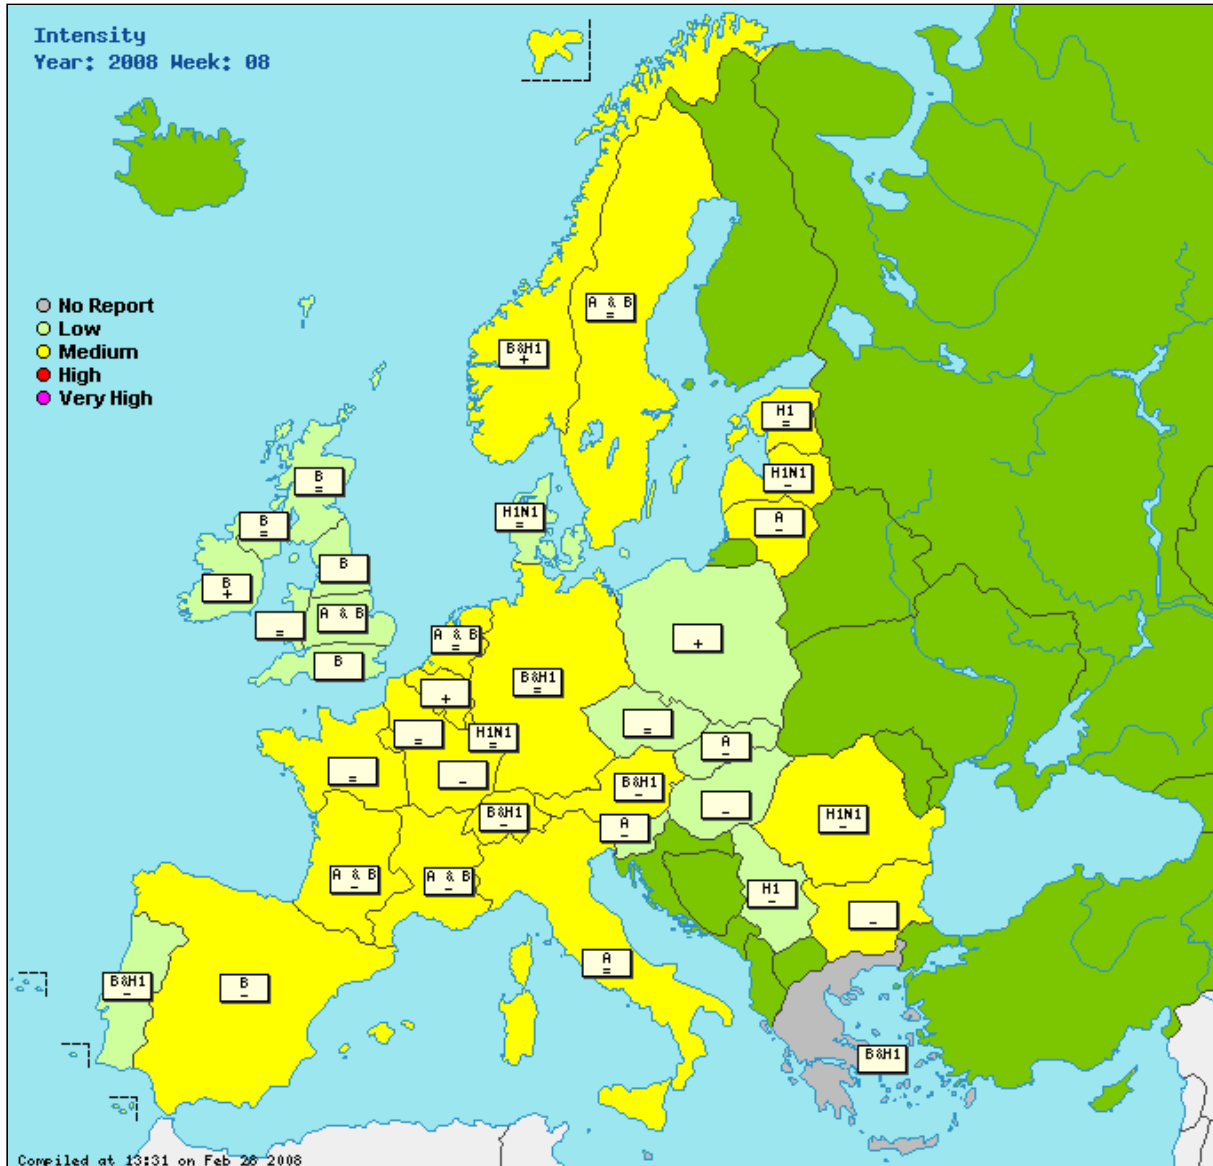 Intensity
Year: 2008 Week: 08
No Report
Low
Medium
High
Very High
A & B
=
B&H1
+
H1
=
H1N1
-
A
-
B
=
H1N1
=
B
=
B
B
+
A & B
=
B
A & B
=
+
B&H1
=
+
=
=
H1N1
=
A
-
=
-
B&H1
-
-
B&H1
-
A
-
H1N1
-
A & B
-
A & B
-
H1
-
-
A
=
B&H1
-
B
-
B&H1
Compiled at 13:31 on Feb 28 2008